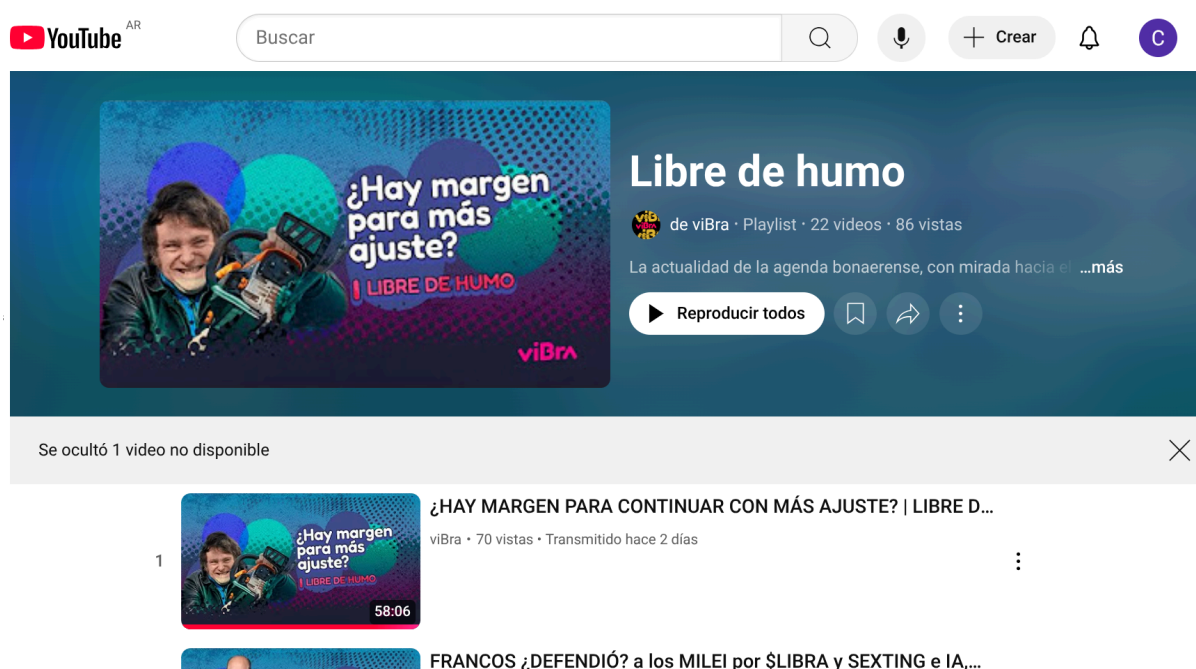 YouTube AR
Buscar
Crear
C
¿Hay margen
para más
ajuste?
LIBRE DE HUMO
viBra
Libre de humo
viBra
de viBra • Playlist • 22 videos • 86 vistas
La actualidad de la agenda bonaerense, con mirada hacia el ...más
Reproducir todos
Se ocultó 1 video no disponible
1
¿Hay margen
para más
ajuste?
LIBRE DE HUMO
58:06
¿HAY MARGEN PARA CONTINUAR CON MÁS AJUSTE? | LIBRE D...
viBra • 70 vistas • Transmitido hace 2 días
FRANCOS ¿DEFENDIÓ? a los MILEI por $LIBRA y SEXTING e IA,...